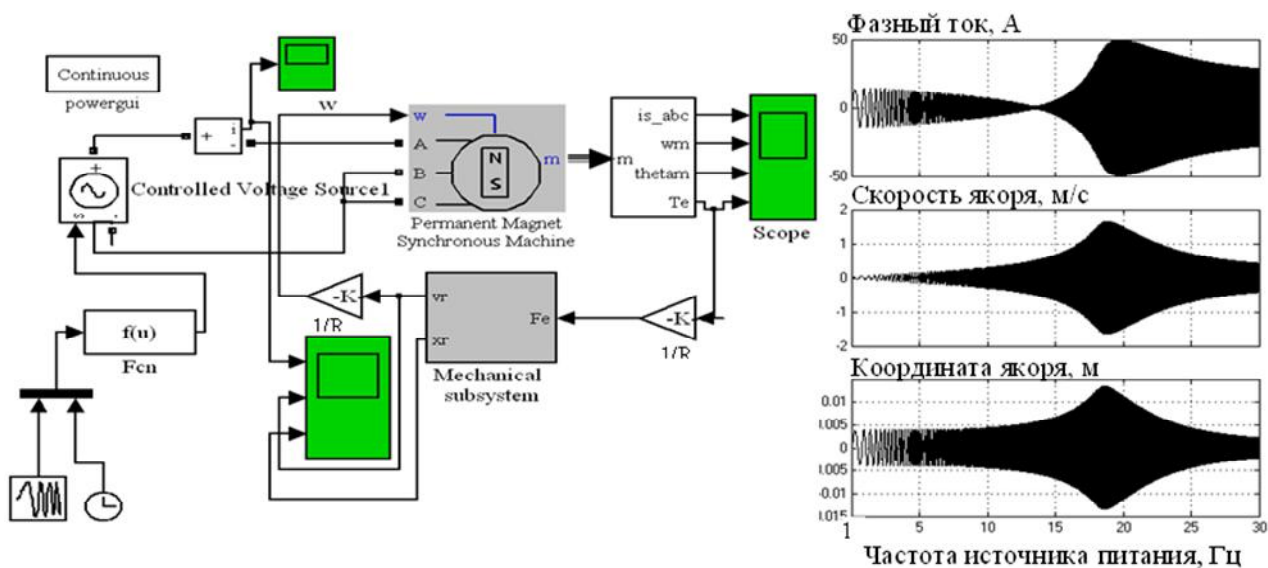 Continuous
powergui
w
+
i
-
+
s
-
Controlled Voltage Source1
w
A
B
C
N
S
m
Permanent Magnet
Synchronous Machine
m
is_abc
wm
thetam
Te
Scope
f(u)
Fcn
-K-
1/R
vr
xr
Fe
Mechanical
subsystem
-K-
1/R
Фазный ток, А
50
0
-50
Скорость якоря, м/с
2
1
0
-1
-2
Координата якоря, м
0.01
0.005
0
0.005
-0.01
0.015
1
5
10
15
20
25
30
Частота источника питания, Гц